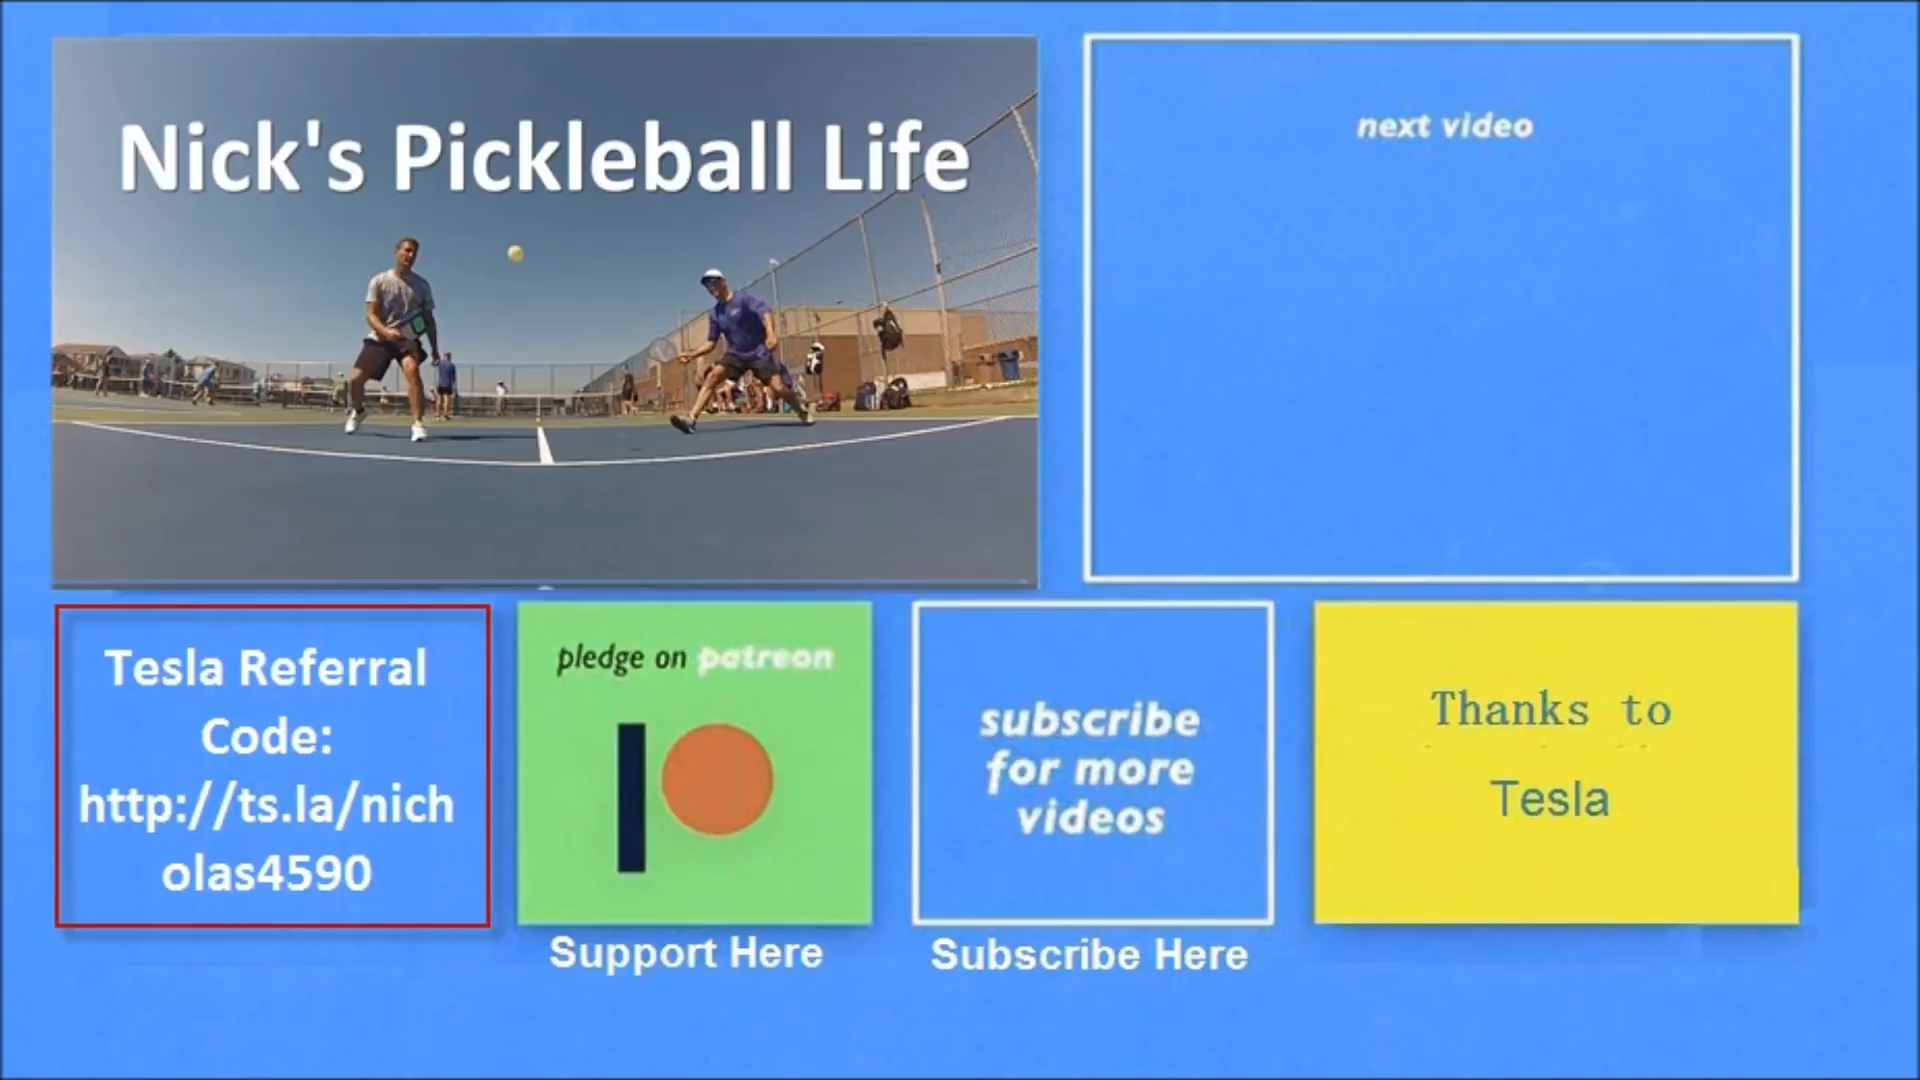 Nick's Pickleball Life
next video
Tesla Referral
Code:
http://ts.la/nich
olas4590
pledge on patreon
Support Here
subscribe
for more
videos
Subscribe Here
Thanks to
Tesla